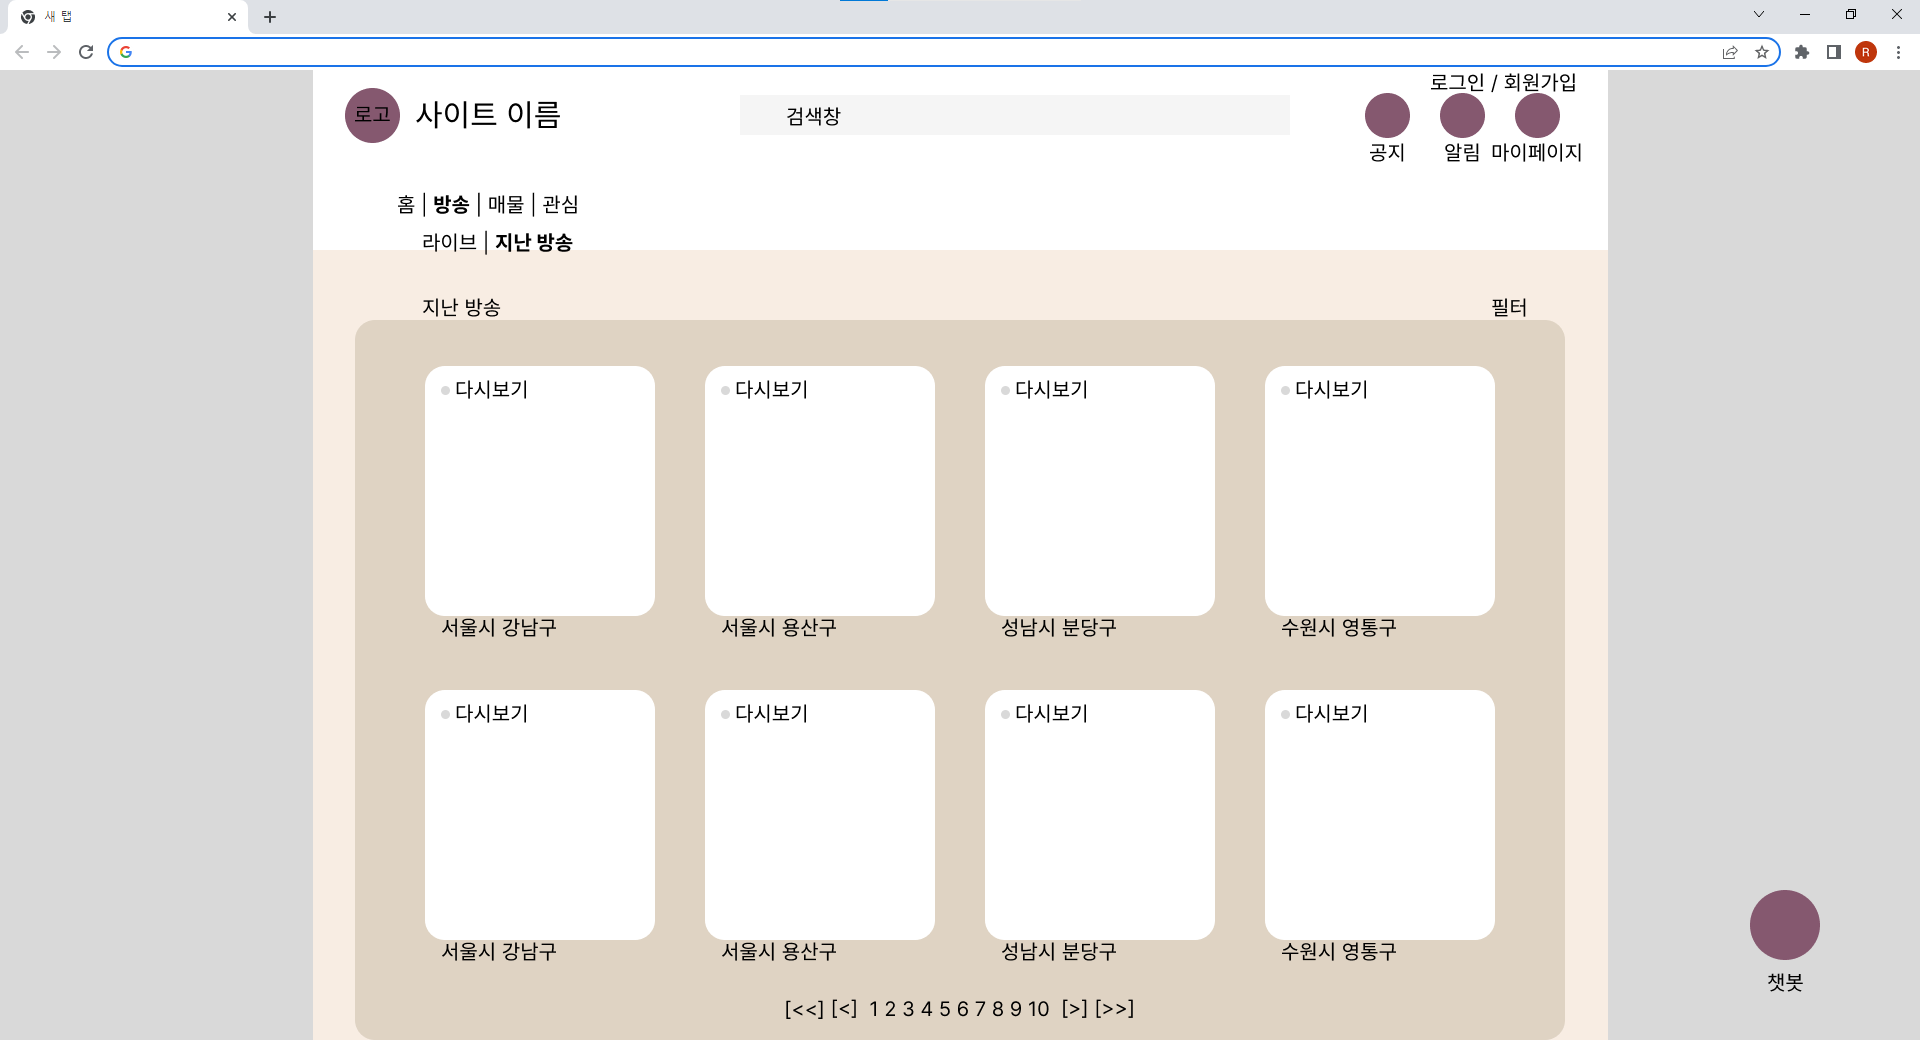 새 탭
R
로그인 / 회원가입
로고 사이트 이름
검색창
공지 알림 마이페이지
홈 | 방송 | 매물 | 관심
라이브 | 지난 방송
지난 방송
필터
다시보기 다시보기 다시보기 다시보기
서울시 강남구 서울시 용산구 성남시 분당구 수원시 영통구
다시보기 다시보기 다시보기 다시보기
서울시 강남구 서울시 용산구 성남시 분당구 수원시 영통구
챗봇
[<<] [<] 1 2 3 4 5 6 7 8 9 10 [>] [>>]